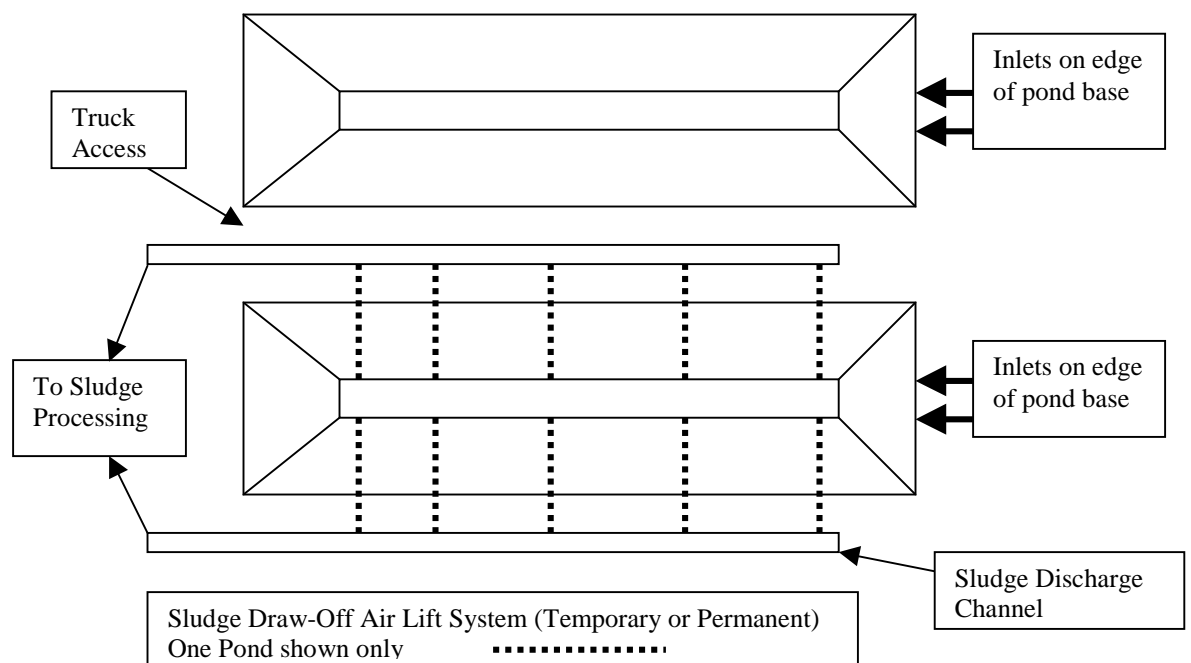 Inlets on edge
of pond base
Truck
Access
To Sludge
Processing
Inlets on edge
of pond base
Sludge Discharge
Channel
Sludge Draw-Off Air Lift System (Temporary or Permanent)
One Pond shown only